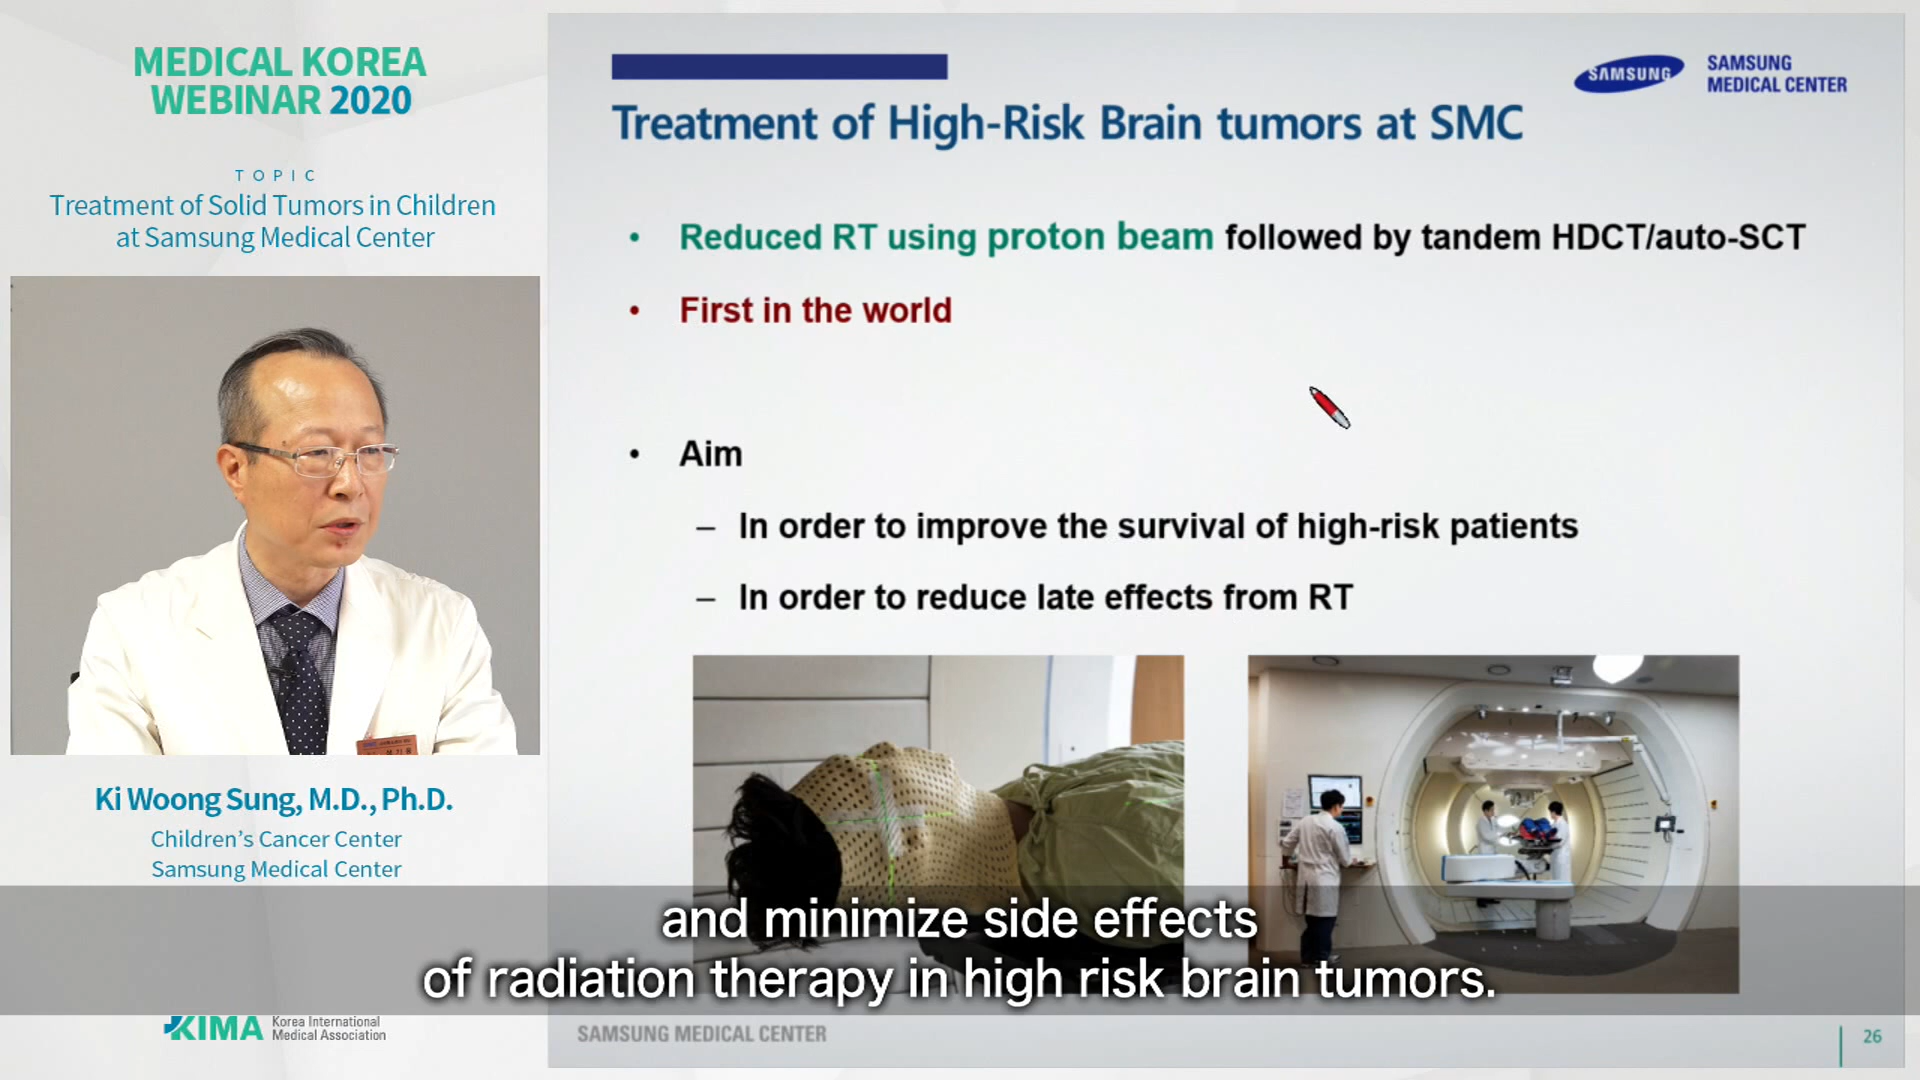 MEDICAL KOREA
WEBINAR 2020
TOPIC
Treatment of Solid Tumors in Children
at Samsung Medical Center
Ki Woong Sung, M.D., Ph.D.
Children's Cancer Center
Samsung Medical Center
KIMA Korea International
Medical Association
SAMSUNG
SAMSUNG
MEDICAL CENTER
Treatment of High-Risk Brain tumors at SMC
• Reduced RT using proton beam followed by tandem HDCT/auto-SCT
• First in the world
• Aim
– In order to improve the survival of high-risk patients
– In order to reduce late effects from RT
and minimize side effects
of radiation therapy in high risk brain tumors.
SAMSUNG MEDICAL CENTER
26